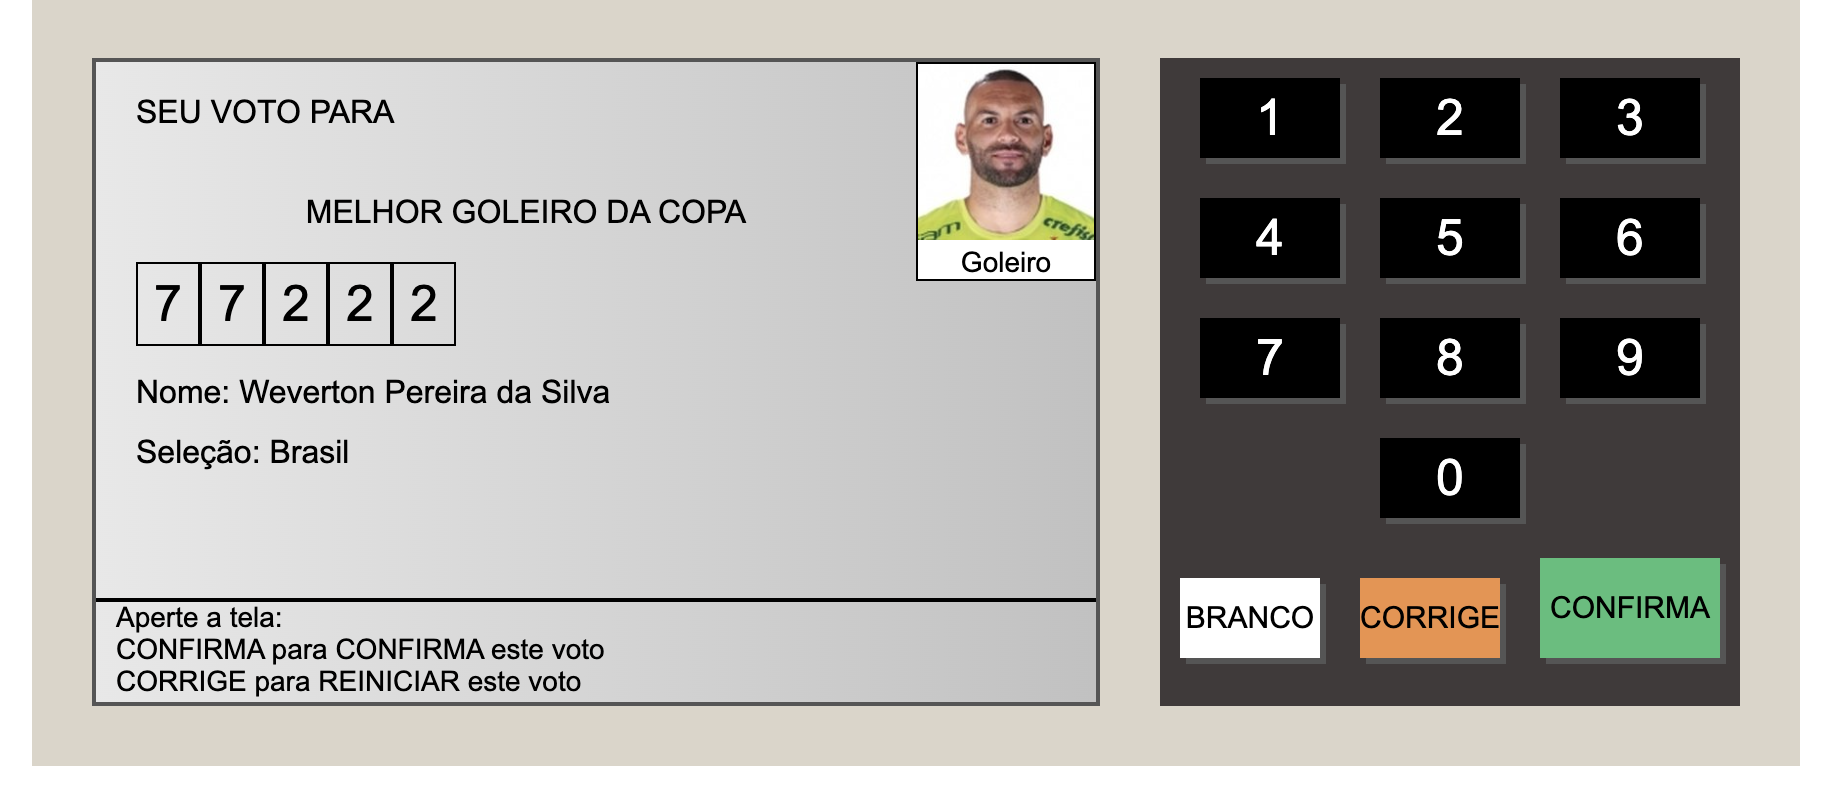 SEU VOTO PARA
MELHOR GOLEIRO DA COPA
Goleiro
7 7 2 2 2
Nome: Weverton Pereira da Silva
Seleção: Brasil
Aperte a tela:
CONFIRMA para CONFIRMA este voto
CORRIGE para REINICIAR este voto
1 2 3
4 5 6
7 8 9
0
BRANCO CORRIGE CONFIRMA